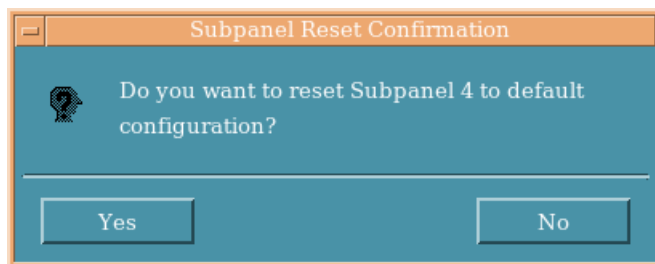 Subpanel Reset Confirmation
Do you want to reset Subpanel 4 to default
configuration?
Yes
No